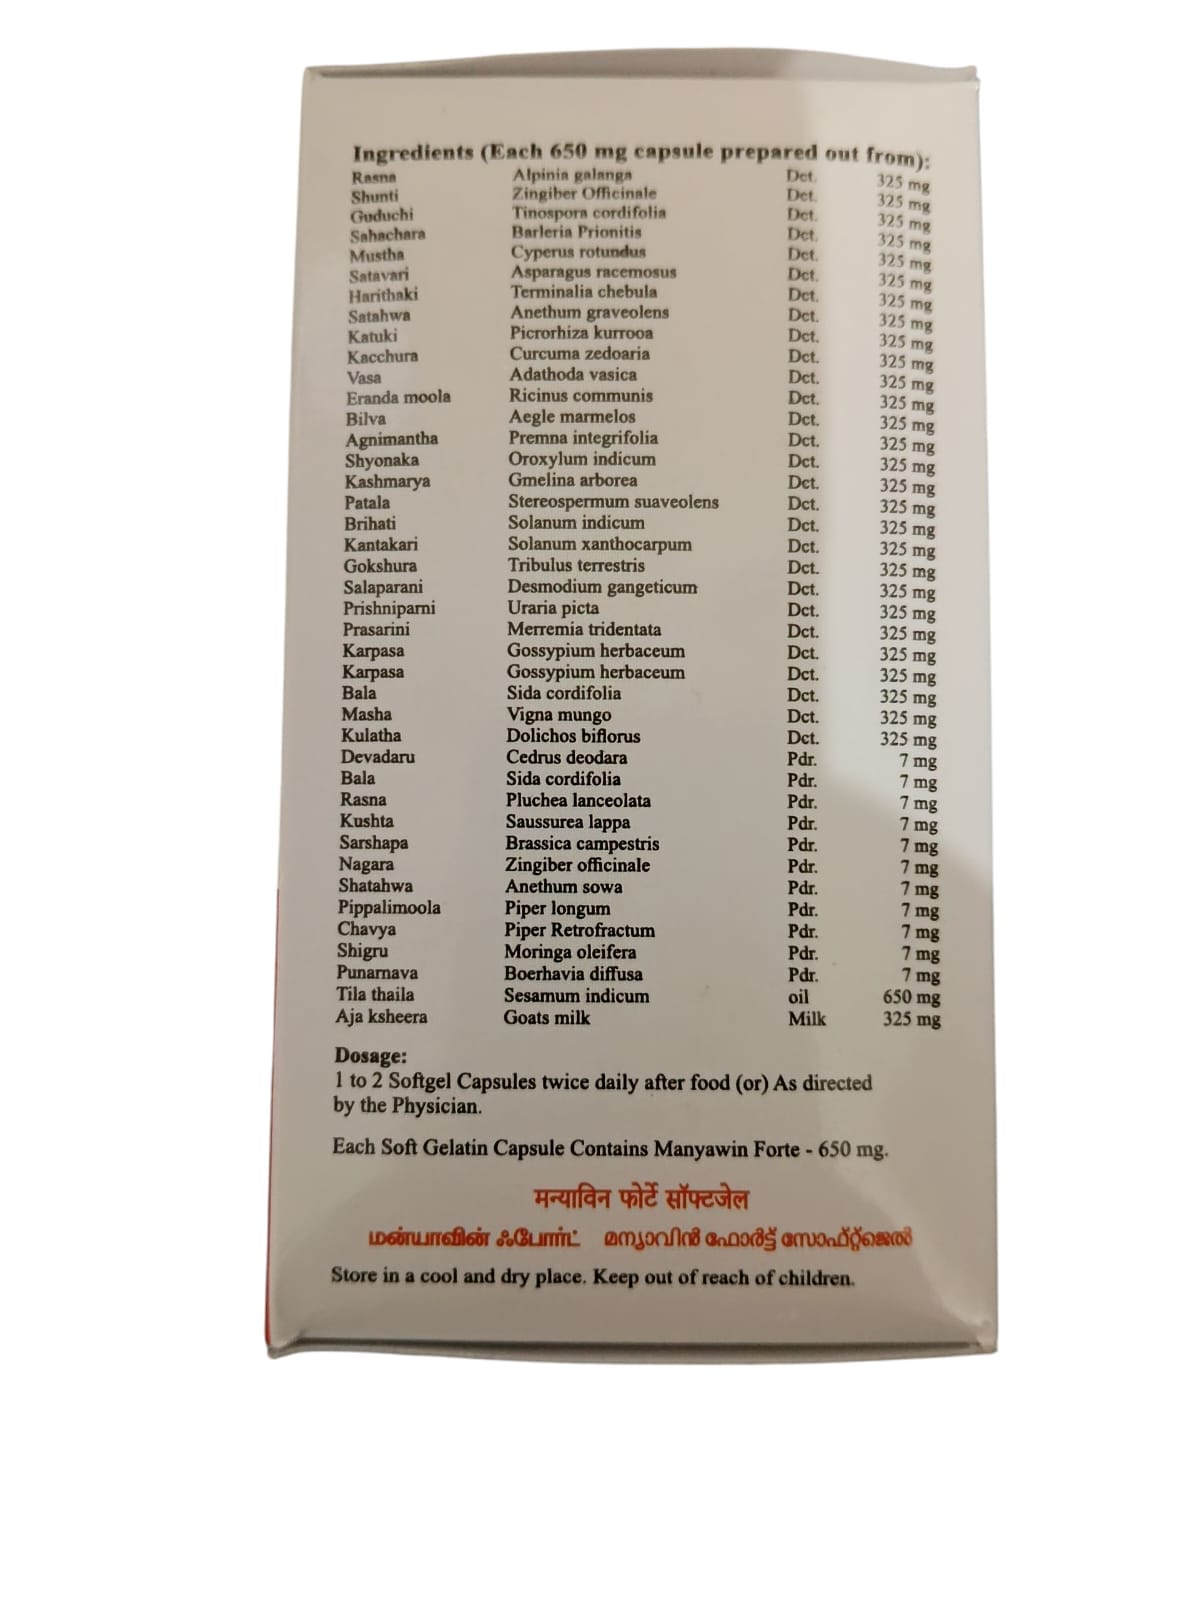 Ingredients (Each 650 mg capsule prepared out from):
Rasna Alpinia galanga Dct. 325 mg
Shunti Zingiber Officinale Dct. 325 mg
Guduchi Tinospora cordifolia Dct. 325 mg
Sahachara Barleria Prionitis Dct. 325 mg
Mustha Cyperus rotundus Dct. 325 mg
Satavari Asparagus racemosus Dct. 325 mg
Harithaki Terminalia chebula Dct. 325 mg
Satahwa Anethum graveolens Dct. 325 mg
Katuki Picrorhiza kurrooa Dct. 325 mg
Kacchura Curcuma zedoaria Dct. 325 mg
Vasa Adathoda vasica Dct. 325 mg
Eranda moola Ricinus communis Dct. 325 mg
Bilva Aegle marmelos Dct. 325 mg
Agnimantha Premna integrifolia Dct. 325 mg
Shyonaka Oroxylum indicum Dct. 325 mg
Kashmarya Gmelina arborea Dct. 325 mg
Patala Stereospermum suaveolens Dct. 325 mg
Brihati Solanum indicum Dct. 325 mg
Kantakari Solanum xanthocarpum Dct. 325 mg
Gokshura Tribulus terrestris Dct. 325 mg
Salaparani Desmodium gangeticum Dct. 325 mg
Prishniparni Uraria picta Dct. 325 mg
Prasarini Merremia tridentata Dct. 325 mg
Karpasa Gossypium herbaceum Dct. 325 mg
Karpasa Gossypium herbaceum Dct. 325 mg
Bala Sida cordifolia Dct. 325 mg
Masha Vigna mungo Dct. 325 mg
Kulatha Dolichos biflorus Dct. 325 mg
Devadaru Cedrus deodara Pdr. 7 mg
Bala Sida cordifolia Pdr. 7 mg
Rasna Pluchea lanceolata Pdr. 7 mg
Kushta Saussurea lappa Pdr. 7 mg
Sarshapa Brassica campestris Pdr. 7 mg
Nagara Zingiber officinale Pdr. 7 mg
Shatahwa Anethum sowa Pdr. 7 mg
Pippalimoola Piper longum Pdr. 7 mg
Chavya Piper Retrofractum Pdr. 7 mg
Shigru Moringa oleifera Pdr. 7 mg
Punarnava Boerhavia diffusa Pdr. 7 mg
Tila thaila Sesamum indicum oil 650 mg
Aja ksheera Goats milk Milk 325 mg
Dosage:
1 to 2 Softgel Capsules twice daily after food (or) As directed
by the Physician.
Each Soft Gelatin Capsule Contains Manyawin Forte - 650 mg.
मन्याविन फोर्टे सॉफ्टजेल
மன்யாவின் ஃபோர்ட் മന്യാവിൻ ഫോർട്ട് സോഫ്റ്റ്ജെൽ
Store in a cool and dry place. Keep out of reach of children.